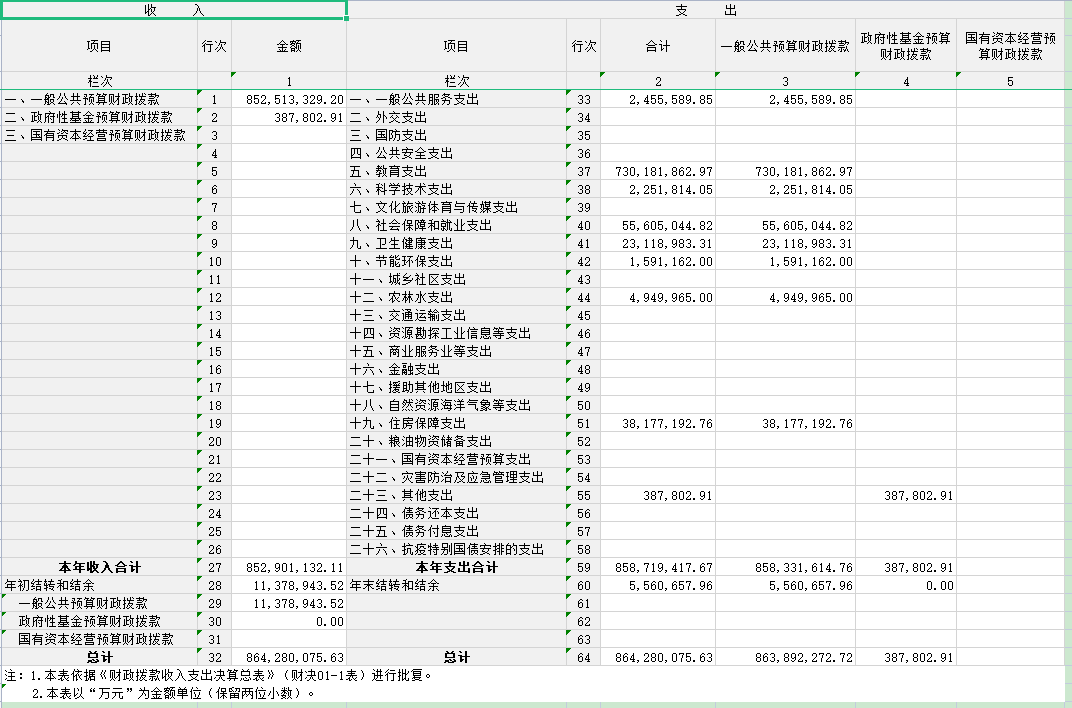 收 入 支 出
项目 行次 金额 项目 行次 合计 一般公共预算财政拨款 政府性基金预算财政拨款 国有资本经营预算财政拨款
栏次 1 栏次 2 3 4 5
一、一般公共预算财政拨款 1 852,513,329.20 一、一般公共服务支出 33 2,455,589.85 2,455,589.85
二、政府性基金预算财政拨款 2 387,802.91 二、外交支出 34
三、国有资本经营预算财政拨款 3 三、国防支出 35
4 四、公共安全支出 36
5 五、教育支出 37 730,181,862.97 730,181,862.97
6 六、科学技术支出 38 2,251,814.05 2,251,814.05
7 七、文化旅游体育与传媒支出 39
8 八、社会保障和就业支出 40 55,605,044.82 55,605,044.82
9 九、卫生健康支出 41 23,118,983.31 23,118,983.31
10 十、节能环保支出 42 1,591,162.00 1,591,162.00
11 十一、城乡社区支出 43
12 十二、农林水支出 44 4,949,965.00 4,949,965.00
13 十三、交通运输支出 45
14 十四、资源勘探工业信息等支出 46
15 十五、商业服务业等支出 47
16 十六、金融支出 48
17 十七、援助其他地区支出 49
18 十八、自然资源海洋气象等支出 50
19 十九、住房保障支出 51 38,177,192.76 38,177,192.76
20 二十、粮油物资储备支出 52
21 二十一、国有资本经营预算支出 53
22 二十二、灾害防治及应急管理支出 54
23 二十三、其他支出 55 387,802.91 387,802.91
24 二十四、债务还本支出 56
25 二十五、债务付息支出 57
26 二十六、抗疫特别国债安排的支出 58
本年收入合计 27 852,901,132.11 本年支出合计 59 858,719,417.67 858,331,614.76 387,802.91
年初结转和结余 28 11,378,943.52 年末结转和结余 60 5,560,657.96 5,560,657.96 0.00
一般公共预算财政拨款 29 11,378,943.52 61
政府性基金预算财政拨款 30 0.00 62
国有资本经营预算财政拨款 31 63
总计 32 864,280,075.63 总计 64 864,280,075.63 863,892,272.72 387,802.91
注：1.本表依据《财政拨款收入支出决算总表》（财决01-1表）进行批复。
2.本表以“万元”为金额单位（保留两位小数）。